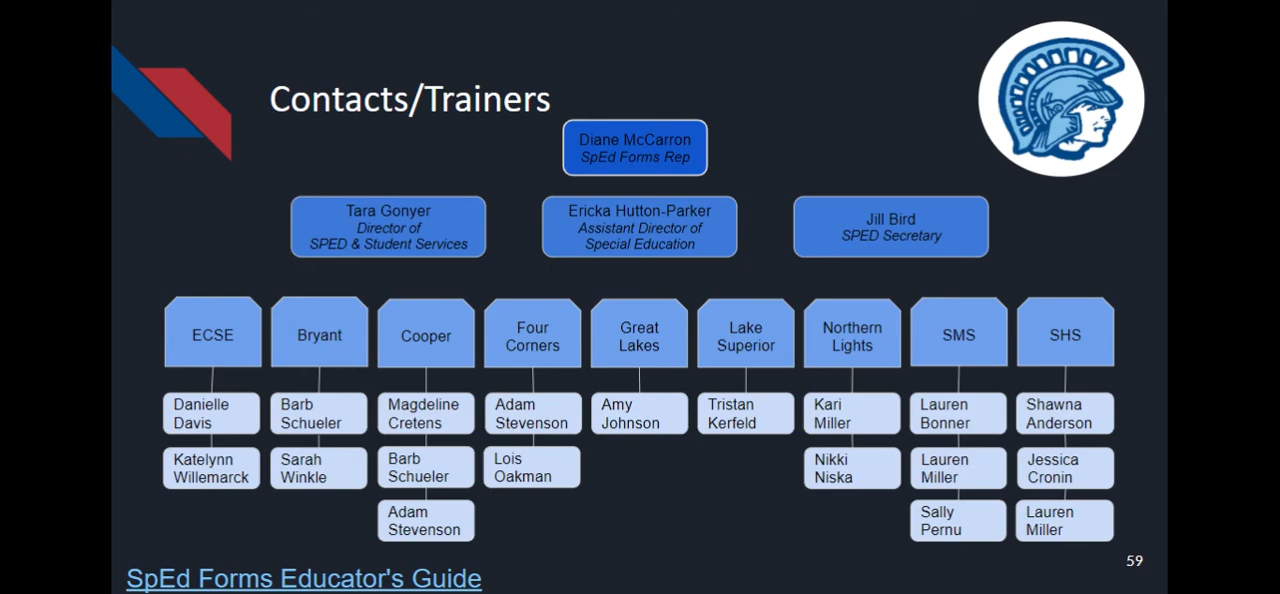 Contacts/Trainers
Diane McCarron
SpEd Forms Rep
Tara Gonyer
Director of
SPED & Student Services
Ericka Hutton-Parker
Assistant Director of
Special Education
Jill Bird
SPED Secretary
ECSE
Danielle
Davis
Katelynn
Willemarck
Bryant
Barb
Schueler
Sarah
Winkle
Cooper
Magdeline
Cretens
Barb
Schueler
Adam
Stevenson
Four
Corners
Adam
Stevenson
Lois
Oakman
Great
Lakes
Amy
Johnson
Lake
Superior
Tristan
Kerfeld
Northern
Lights
Kari
Miller
Nikki
Niska
SMS
Lauren
Bonner
Lauren
Miller
Sally
Pernu
SHS
Shawna
Anderson
Jessica
Cronin
Lauren
Miller
59
SpEd Forms Educator's Guide